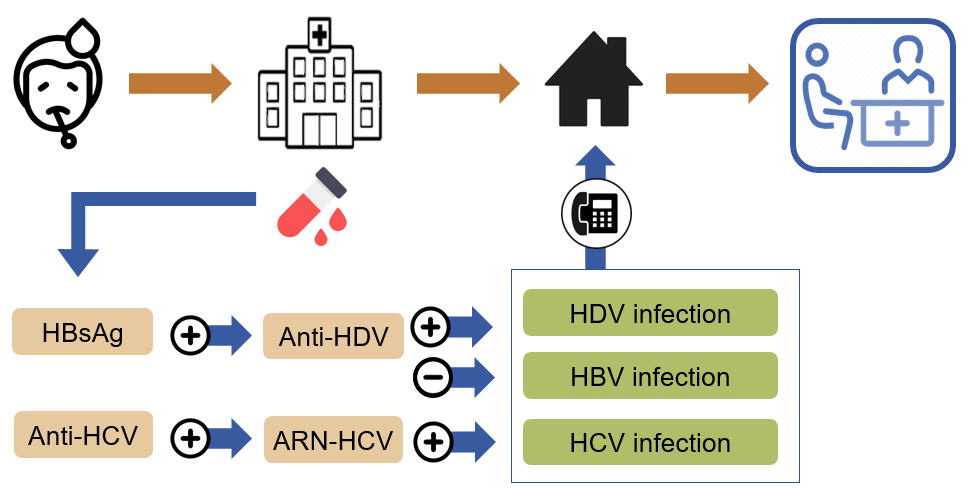 HBsAg
Anti-HDV
HDV infection
HBV infection
Anti-HCV
ARN-HCV
HCV infection